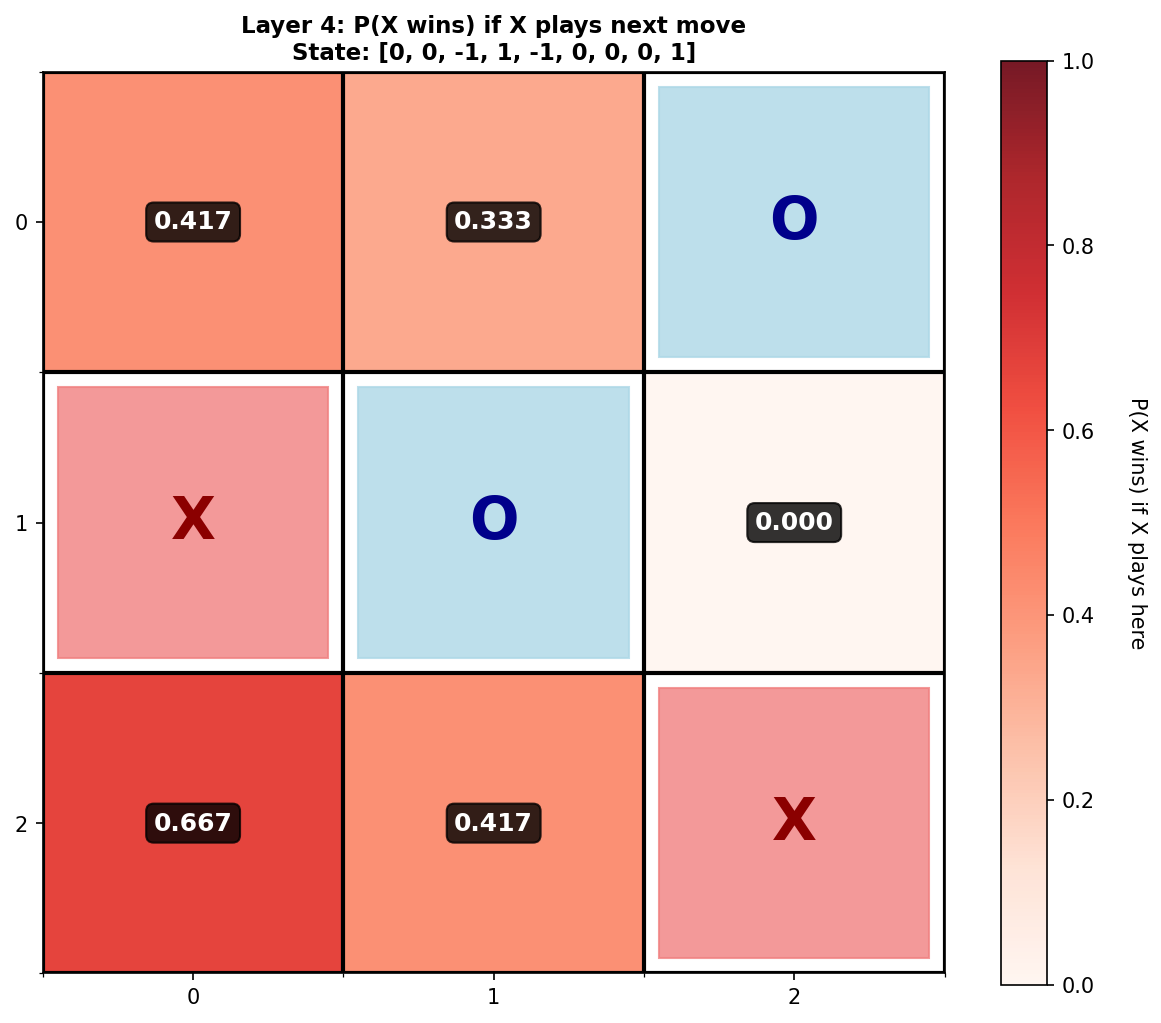 Layer 4: P(X wins) if X plays next move
State: [0, 0, -1, 1, -1, 0, 0, 0, 1]
1.0
0.8
0.6
0.4
0.2
0.0
P(X wins) if X plays here
0
0.417
0.333
O
1
X
O
0.000
2
0.667
0.417
X
0
1
2